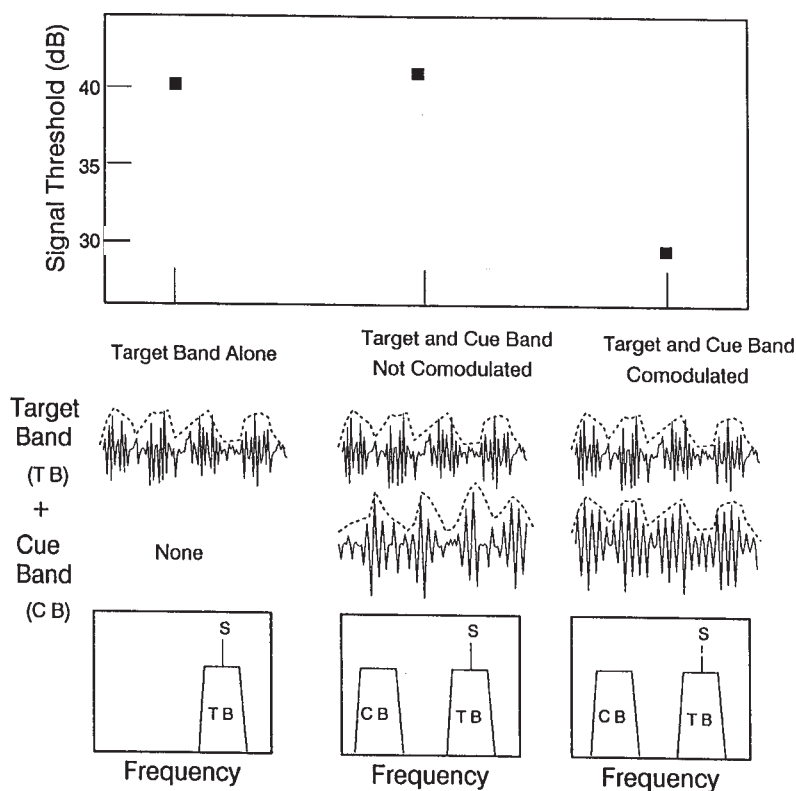 Signal Threshold (dB)
40
35
30
Target Band Alone
Target and Cue Band
Not Comodulated
Target and Cue Band
Comodulated
Target
Band
(T B)
+
Cue
Band
(C B)
None
S
T B
Frequency
S
C B
T B
Frequency
S
C B
T B
Frequency